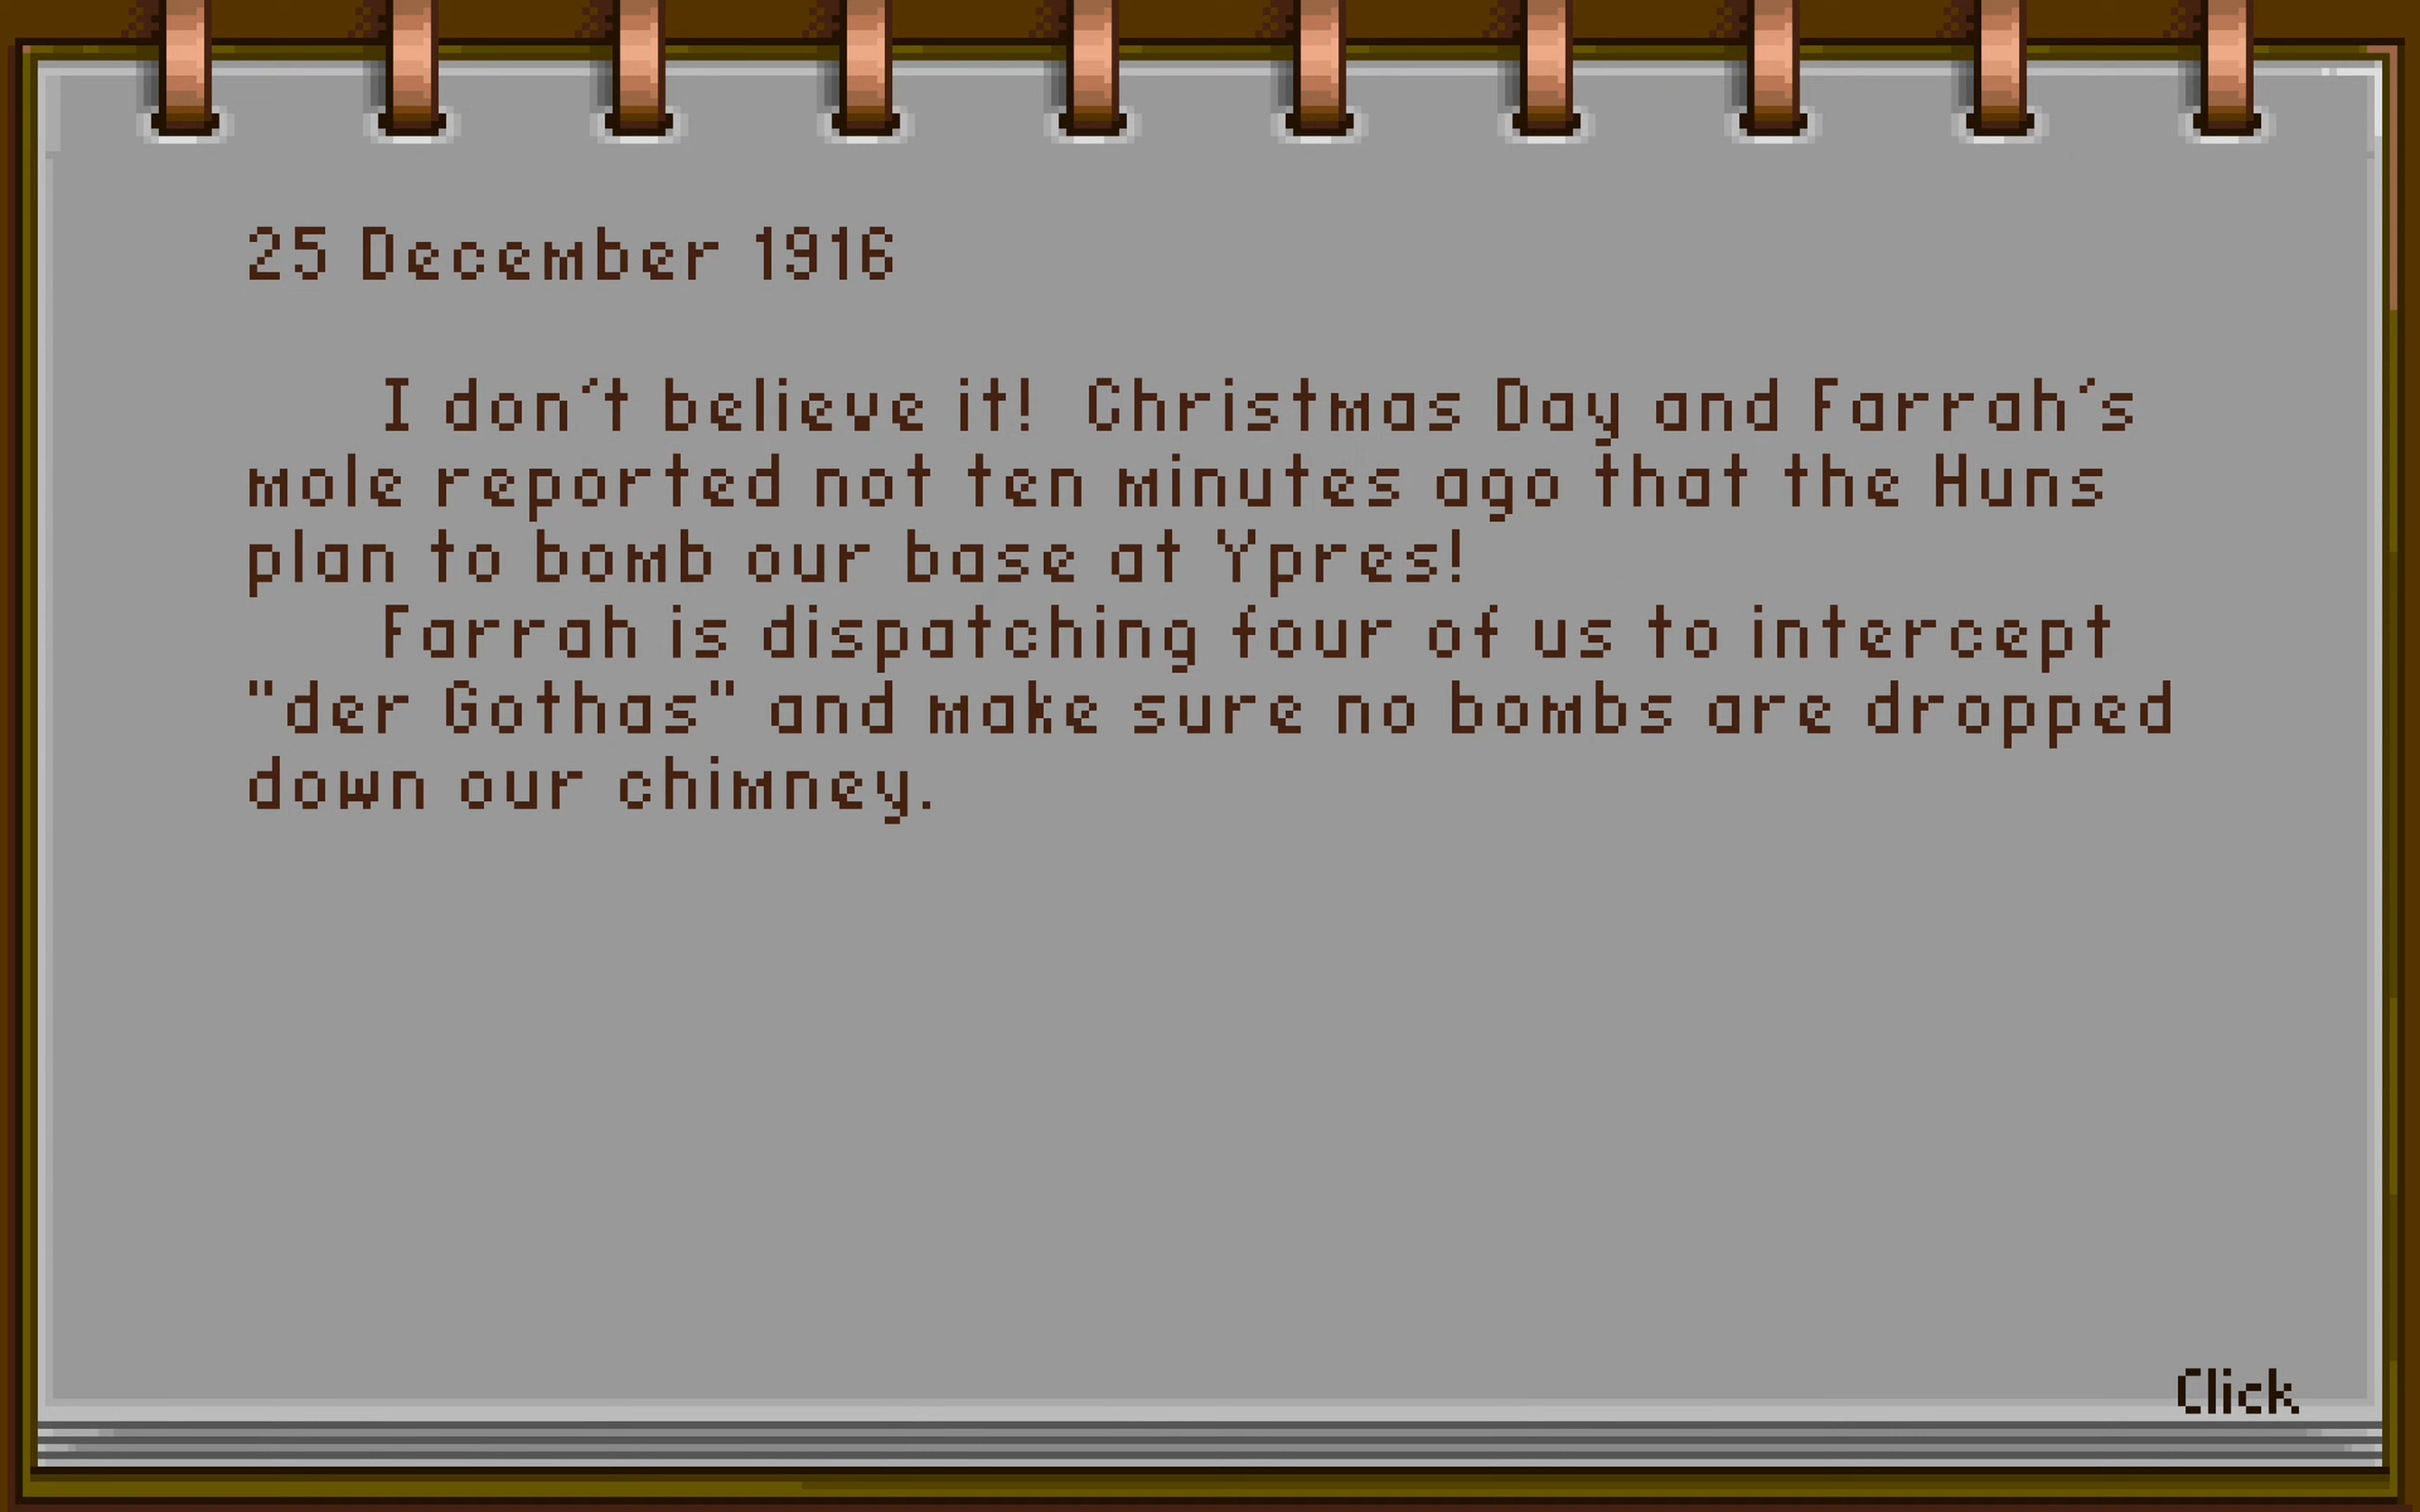 25 December 1916
I don't believe it!  Christmas Day and Farrah's
mole reported not ten minutes ago that the Huns
plan to bomb our base at Ypres!
Farrah is dispatching four of us to intercept
"der Gothas" and make sure no bombs are dropped
down our chimney.
Click